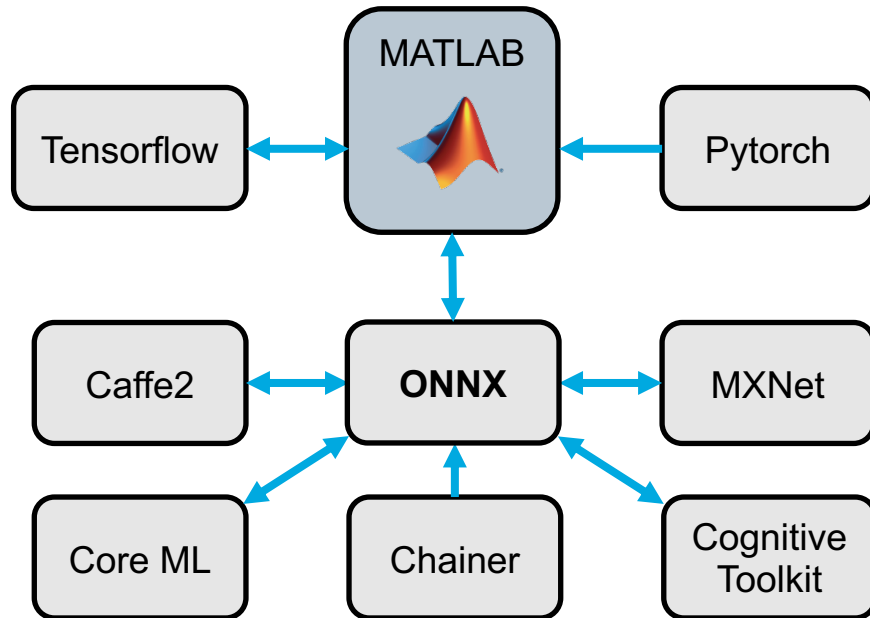 MATLAB
Tensorflow
Pytorch
Caffe2
ONNX
MXNet
Core ML
Chainer
Cognitive
Toolkit